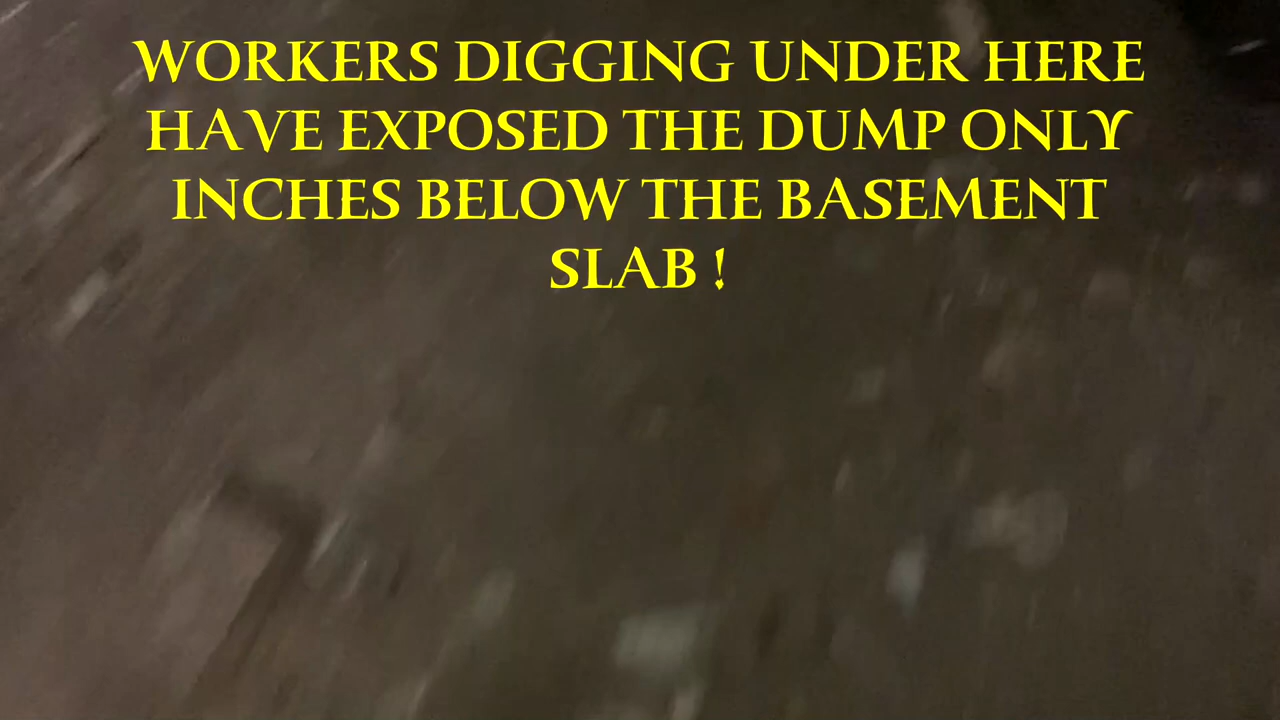 WORKERS DIGGING UNDER HERE
HAVE EXPOSED THE DUMP ONLY
INCHES BELOW THE BASEMENT
SLAB !